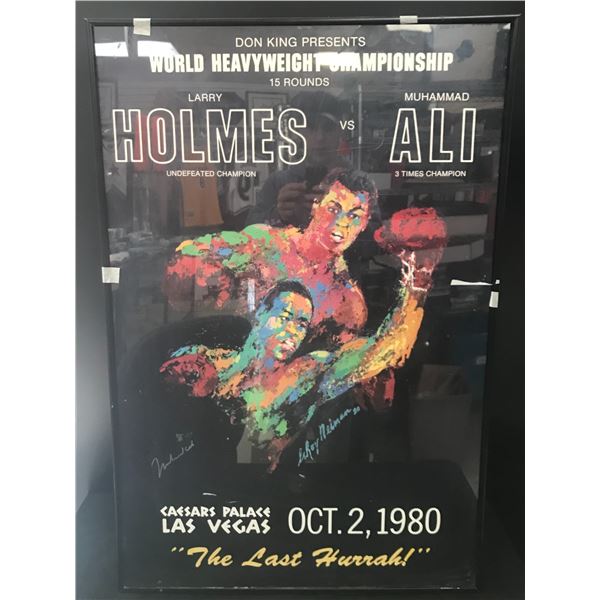 DON KING PRESENTS
WORLD HEAVYWEIGHT CHAMPIONSHIP
15 ROUNDS
LARRY
HOLMES
UNDEFEATED CHAMPION
VS
MUHAMMAD
ALI
3 TIMES CHAMPION
LeRoy Neiman
CAESARS PALACE
LAS VEGAS
OCT. 2, 1980
"The Last Hurrah!"